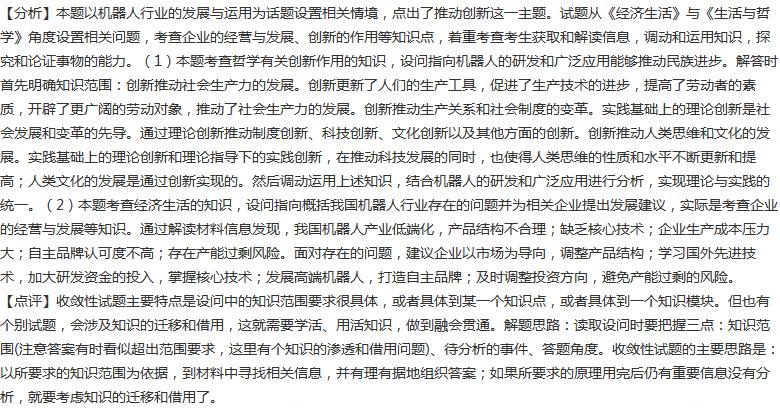 【分析】本题以机器人行业的发展与运用为话题设置相关情境，点出了推动创新这一主题。试题从《经济生活》与《生活与哲
学》角度设置相关问题，考查企业的经营与发展、创新的作用等知识点，着重考查考生获取和解读信息，调动和运用知识，探
究和论证事物的能力。（1）本题考查哲学有关创新作用的知识，设问指向机器人的研发和广泛应用能够推动民族进步。解答时
首先明确知识范围：创新推动社会生产力的发展。创新更新了人们的生产工具，促进了生产技术的进步，提高了劳动者的素
质，开辟了更广阔的劳动对象，推动了社会生产力的发展。创新推动生产关系和社会制度的变革。实践基础上的理论创新是社
会发展和变革的先导。通过理论创新推动制度创新、科技创新、文化创新以及其他方面的创新。创新推动人类思维和文化的发
展。实践基础上的理论创新和理论指导下的实践创新，在推动科技发展的同时，也使得人类思维的性质和水平不断更新和提
高；人类文化的发展是通过创新实现的。然后调动运用上述知识，结合机器人的研发和广泛应用进行分析，实现理论与实践的
统一。（2）本题考查经济生活的知识，设问指向概括我国机器人行业存在的问题并为相关企业提出发展建议，实际是考查企业
的经营与发展等知识。通过解读材料信息发现，我国机器人产业低端化，产品结构不合理；缺乏核心技术；企业生产成本压力
大；自主品牌认可度不高；存在产能过剩风险。面对存在的问题，建议企业以市场为导向，调整产品结构；学习国外先进技
术，加大研发资金的投入，掌握核心技术；发展高端机器人，打造自主品牌；及时调整投资方向，避免产能过剩的风险。
【点评】收敛性试题主要特点是设问中的知识范围要求很具体，或者具体到某一个知识点，或者具体到一个知识模块。但也有
个别试题，会涉及知识的迁移和借用，这就需要学活、用活知识，做到融会贯通。解题思路：读取设问时要把握三点：知识范
围(注意答案有时看似超出范围要求，这里有个知识的渗透和借用问题)、待分析的事件、答题角度。收敛性试题的主要思路是：
以所要求的知识范围为依据，到材料中寻找相关信息，并有理有据地组织答案；如果所要求的原理用完后仍有重要信息没有分
析，就要考虑知识的迁移和借用了。